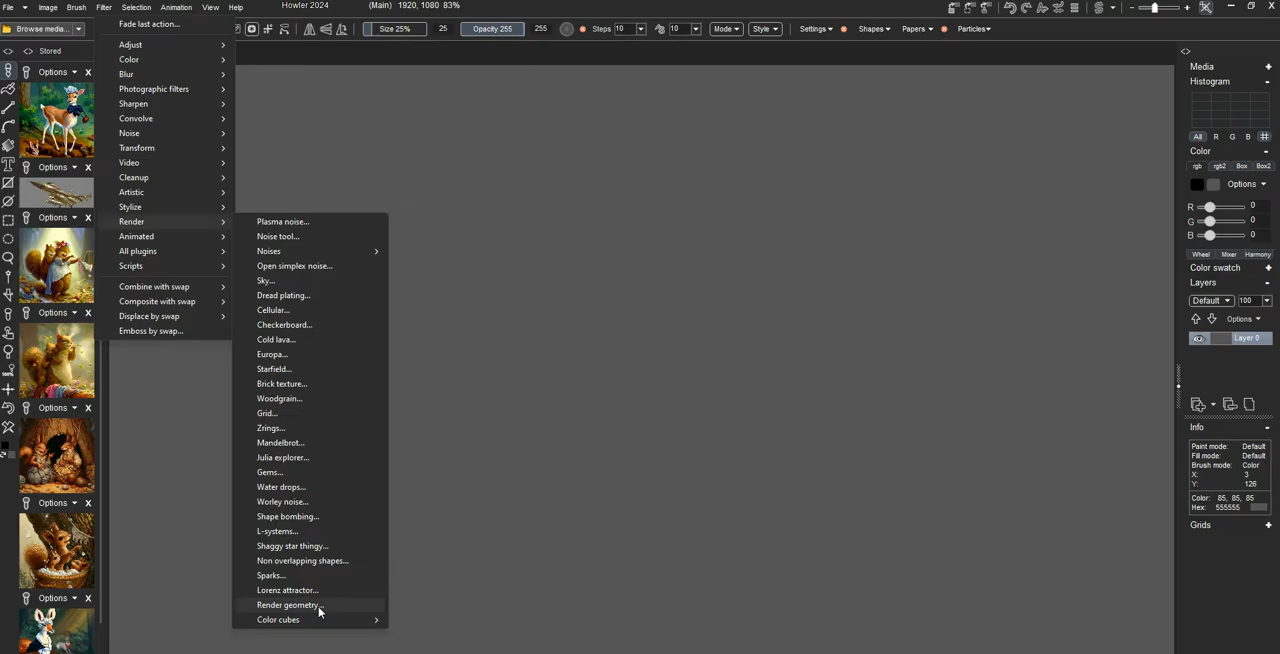 File Image Brush Filter Selection Animation View Help
Howler 2024 (Main) 1920, 1080 83%
Browse media...
Size 25% 25 Opacity 255 255 Steps 10 10 Mode Style Settings Shapes Papers Particles
Stored
Options X
Options X
Options X
Options X
Options X
Options X
Options X
100%
Fade last action...
Adjust
Color
Blur
Photographic filters
Sharpen
Convolve
Noise
Transform
Video
Cleanup
Artistic
Stylize
Render
Animated
All plugins
Scripts
Combine with swap
Composite with swap
Displace by swap
Emboss by swap...
Plasma noise...
Noise tool...
Noises
Open simplex noise...
Sky...
Dread plating...
Cellular...
Checkerboard...
Cold lava...
Europa...
Starfield...
Brick texture...
Woodgrain...
Grid...
Zrings...
Mandelbrot...
Julia explorer...
Gems...
Water drops...
Worley noise...
Shape bombing...
L-systems...
Shaggy star thingy...
Non overlapping shapes...
Sparks...
Lorenz attractor...
Render geometry...
Color cubes
Media +
Histogram -
All R G B
Color -
rgb rgb2 Box Box2
Options
R 0
G 0
B 0
Wheel Mixer Harmony
Color swatch +
Layers -
Default 100
Options
Layer 0
Info -
Paint mode: Default
Fill mode: Default
Brush mode: Color
X: 3
Y: 126
Color: 85, 85, 85
Hex: 555555
Grids +